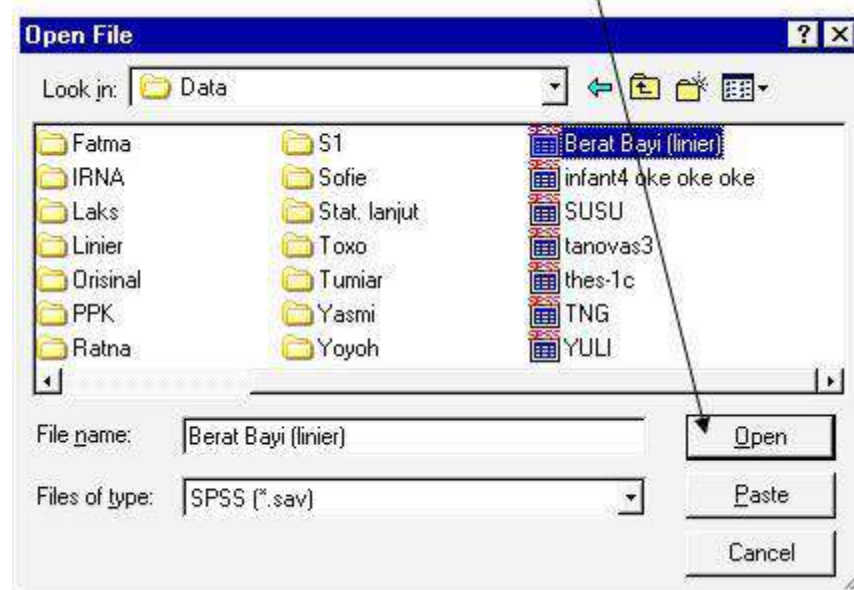 Open File
Look in: Data
Fatma S1 Berat Bayi (linier)
IRNA Sofie infant4 oke oke oke
Laks Stat. lanjut SUSU
Linier Toxo tanovas3
Orisinal Tumiar thes-1c
PPK Yasmi TNG
Ratna Yoyoh YULI
File name: Berat Bayi (linier) Open
Files of type: SPSS (*.sav) Paste
Cancel